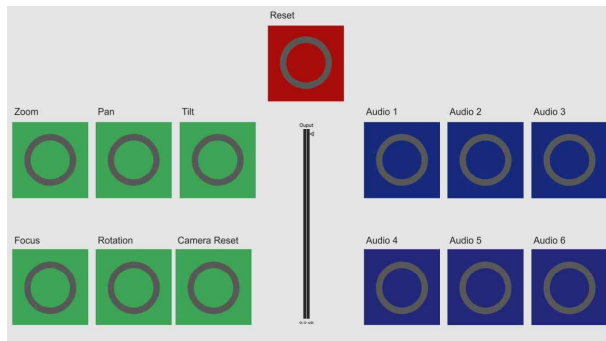 Reset
Zoom Pan Tilt
Ouput
Audio 1 Audio 2 Audio 3
Focus Rotation Camera Reset
Audio 4 Audio 5 Audio 6